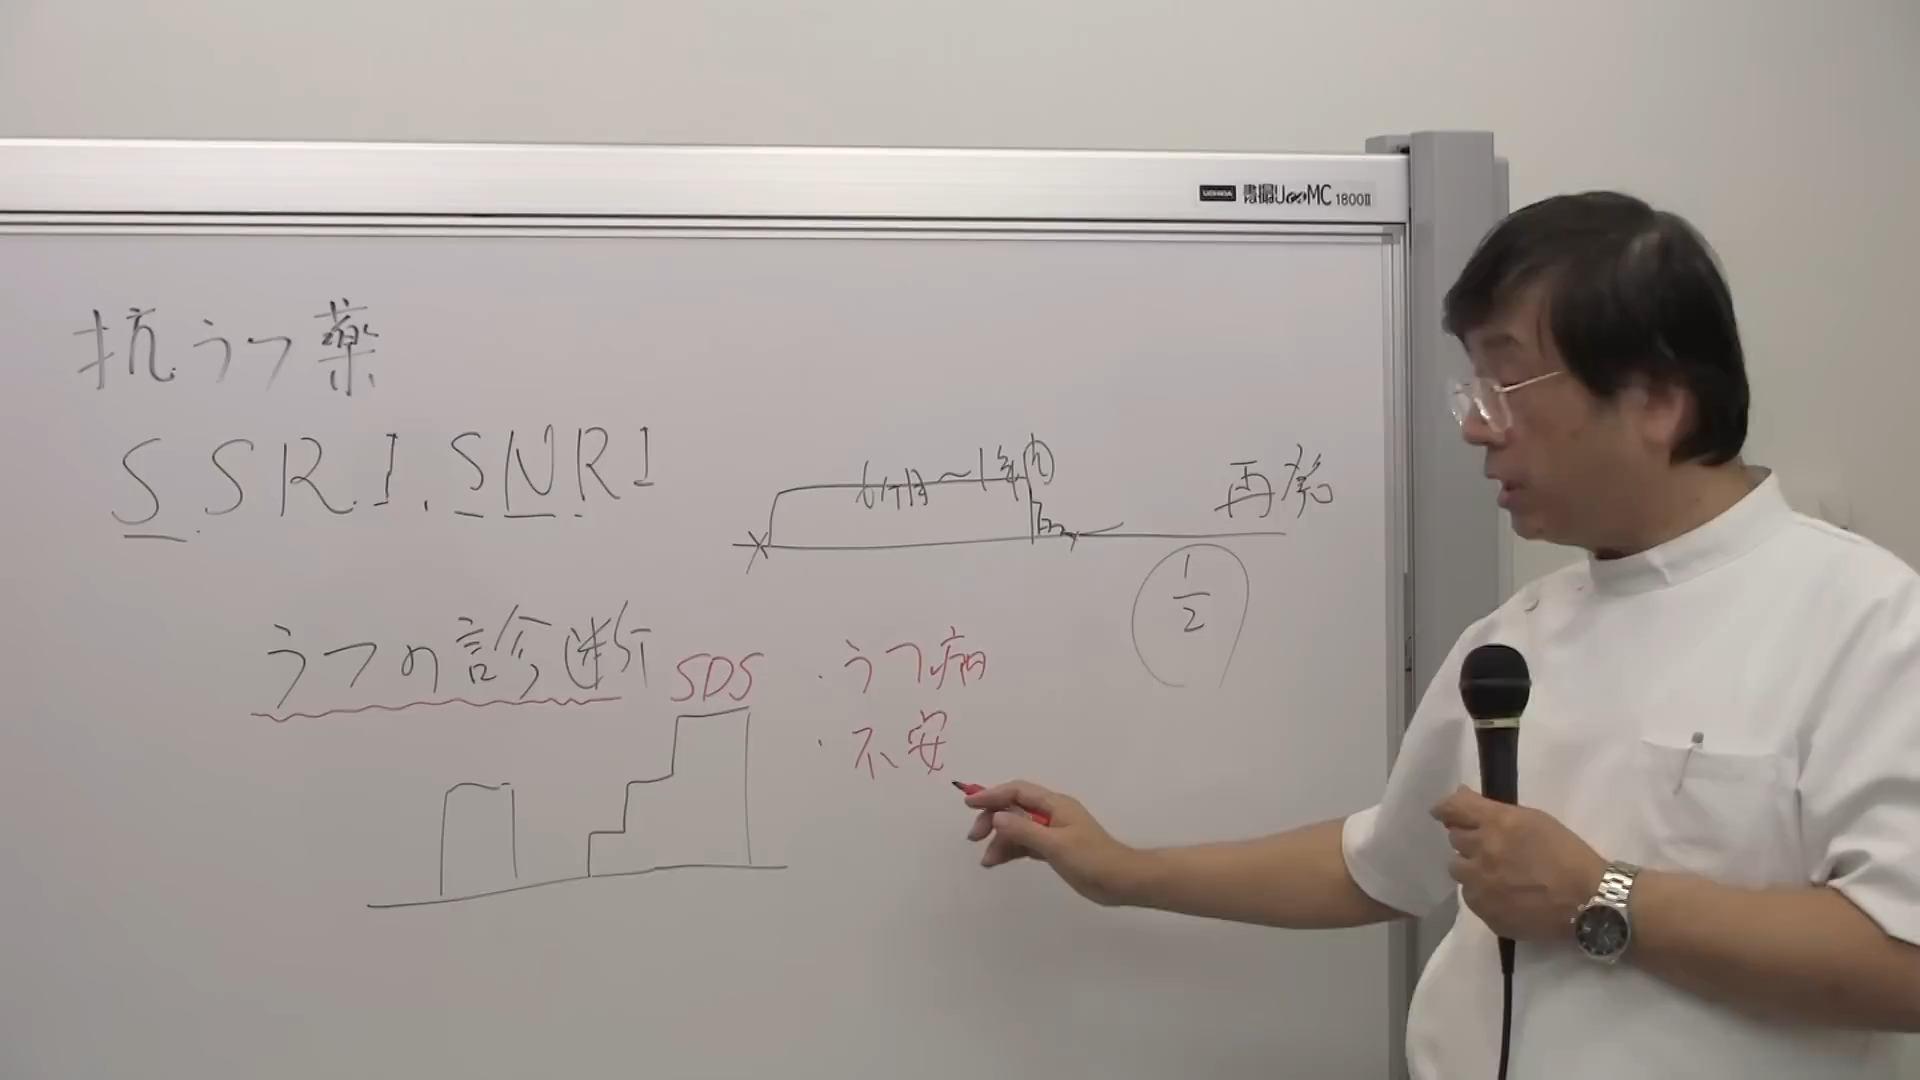 UCHIDA 書撮U∞MC 1800II
抗うつ薬
SSRI. SNRI
6ヶ月〜1年
再発
1/2
うつの診断 SDS
・うつ病
・不安